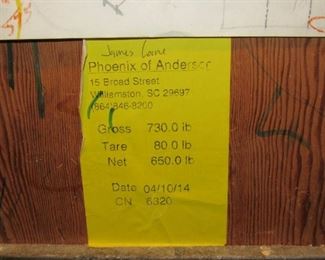 James
Phoenix of Anderson
15 Broad Street
Williamston, SC 29697
(864)846-8200
Gross 730.0 lb
Tare 80.0 lb
Net 650.0 lb
Date 04/10/14
CN 6320